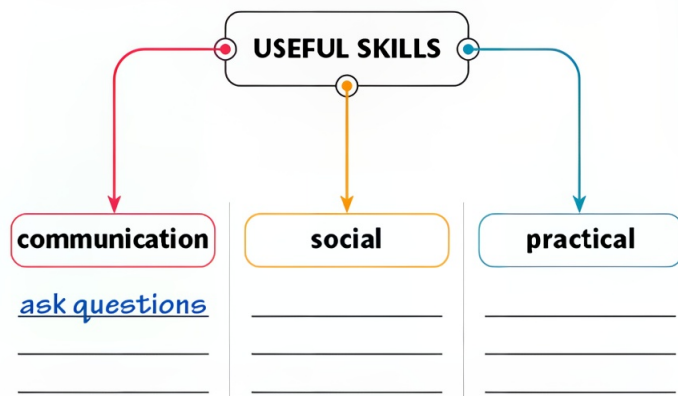 USEFUL SKILLS
communication
social
practical
ask questions